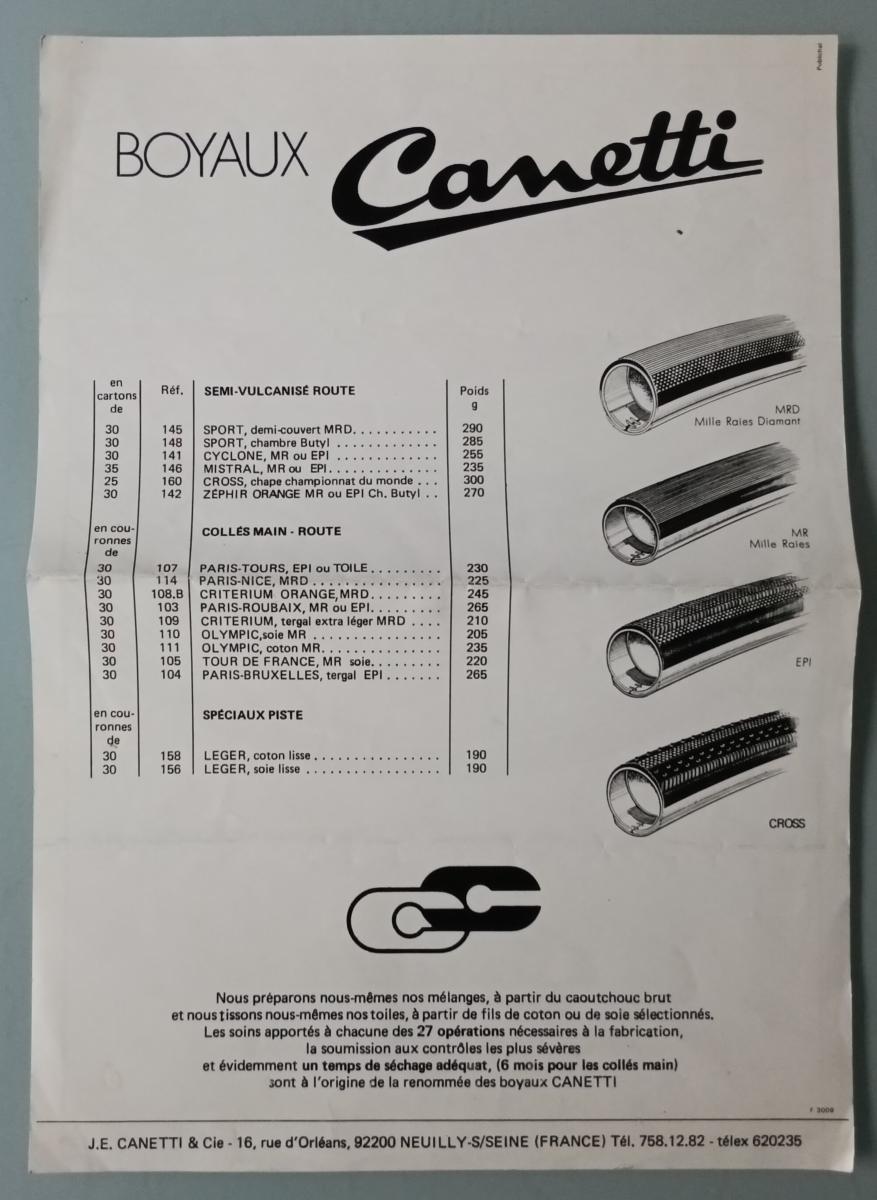 Publichal
BOYAUX Canetti
en cartons de Réf. SEMI-VULCANISÉ ROUTE Poids g
30 145 SPORT, demi-couvert MRD........... 290
30 148 SPORT, chambre Butyl ............. 285
30 141 CYCLONE, MR ou EPI ............. 255
35 146 MISTRAL, MR ou EPI.............. 235
25 160 CROSS, chape championnat du monde ... 300
30 142 ZÉPHIR ORANGE MR ou EPI Ch. Butyl .. 270
en cou-
ronnes
de
COLLÉS MAIN - ROUTE
30 107 PARIS-TOURS, EPI ou TOILE ......... 230
30 114 PARIS-NICE, MRD ................ 225
30 108.B CRITERIUM ORANGE,MRD......... 245
30 103 PARIS-ROUBAIX, MR ou EPI......... 265
30 109 CRITERIUM, tergal extra léger MRD .... 210
30 110 OLYMPIC,soie MR ................ 205
30 111 OLYMPIC, coton MR............... 235
30 105 TOUR DE FRANCE, MR soie......... 220
30 104 PARIS-BRUXELLES, tergal EPI ....... 265
en cou-
ronnes
de
SPÉCIAUX PISTE
30 158 LEGER, coton lisse ................ 190
30 156 LEGER, soie lisse ................. 190
MRD
Mille Raies Diamant
MR
Mille Raies
EPI
CROSS
Nous préparons nous-mêmes nos mélanges, à partir du caoutchouc brut
et nous tissons nous-mêmes nos toiles, à partir de fils de coton ou de soie sélectionnés.
Les soins apportés à chacune des 27 opérations nécessaires à la fabrication,
la soumission aux contrôles les plus sévères
et évidemment un temps de séchage adéquat, (6 mois pour les collés main)
sont à l'origine de la renommée des boyaux CANETTI
F 3009
J.E. CANETTI & Cie - 16, rue d'Orléans, 92200 NEUILLY-S/SEINE (FRANCE) Tél. 758.12.82 - télex 620235